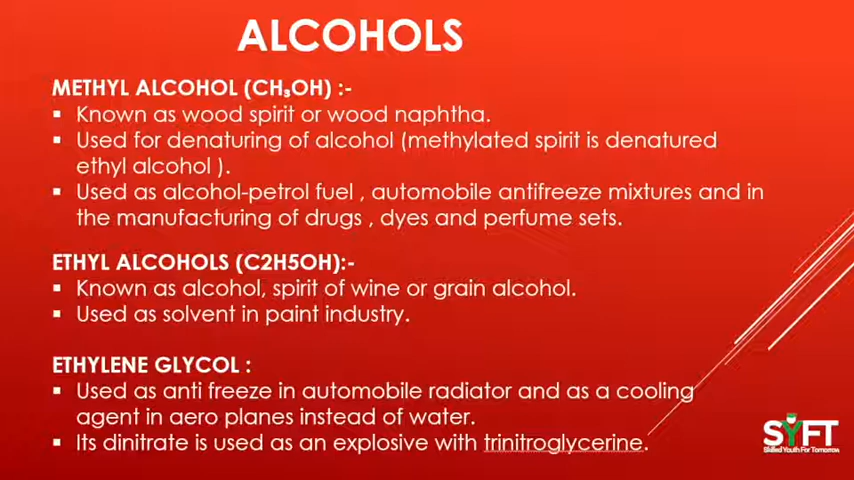 ALCOHOLS
METHYL ALCOHOL (CH₃OH) :-
▪ Known as wood spirit or wood naphtha.
▪ Used for denaturing of alcohol (methylated spirit is denatured
ethyl alcohol ).
▪ Used as alcohol-petrol fuel , automobile antifreeze mixtures and in
the manufacturing of drugs , dyes and perfume sets.
ETHYL ALCOHOLS (C2H5OH):-
▪ Known as alcohol, spirit of wine or grain alcohol.
▪ Used as solvent in paint industry.
ETHYLENE GLYCOL :
▪ Used as anti freeze in automobile radiator and as a cooling
agent in aero planes instead of water.
▪ Its dinitrate is used as an explosive with trinitroglycerine.
SYFT
Skilled Youth For Tomorrow